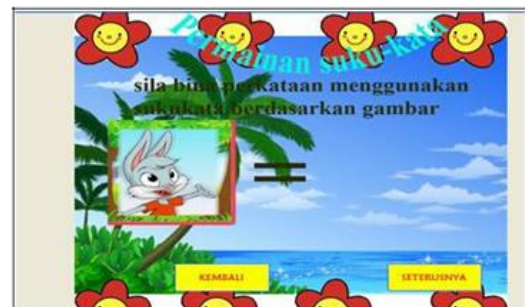 Permainan suku-kata
sila bina perkataan menggunakan
sukukata berdasarkan gambar
=
KEMBALI
SETERUSNYA